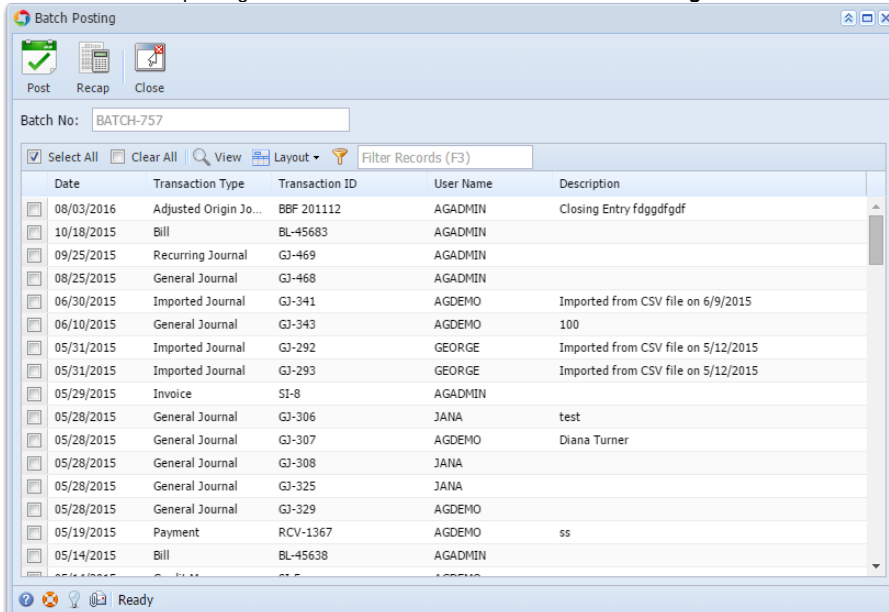 Batch Posting
Post Recap Close
Batch No: BATCH-757
Select All Clear All View Layout Filter Records (F3)
Date Transaction Type Transaction ID User Name Description
08/03/2016 Adjusted Origin Jo... BBF 201112 AGADMIN Closing Entry fdggdfgdf
10/18/2015 Bill BL-45683 AGADMIN
09/25/2015 Recurring Journal GJ-469 AGADMIN
08/25/2015 General Journal GJ-468 AGADMIN
06/30/2015 Imported Journal GJ-341 AGDEMO Imported from CSV file on 6/9/2015
06/10/2015 General Journal GJ-343 AGDEMO 100
05/31/2015 Imported Journal GJ-292 GEORGE Imported from CSV file on 5/12/2015
05/31/2015 Imported Journal GJ-293 GEORGE Imported from CSV file on 5/12/2015
05/29/2015 Invoice SI-8 AGADMIN
05/28/2015 General Journal GJ-306 JANA test
05/28/2015 General Journal GJ-307 AGDEMO Diana Turner
05/28/2015 General Journal GJ-308 JANA
05/28/2015 General Journal GJ-325 JANA
05/28/2015 General Journal GJ-329 AGDEMO
05/19/2015 Payment RCV-1367 AGDEMO ss
05/14/2015 Bill BL-45638 AGADMIN
Ready